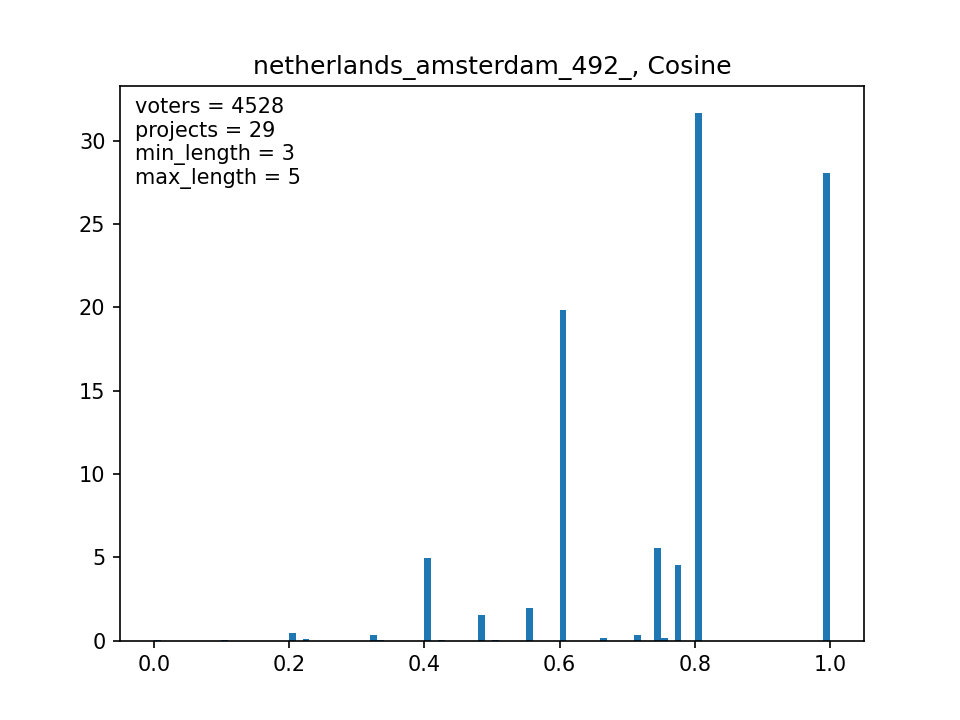 netherlands_amsterdam_492_, Cosine
voters = 4528
projects = 29
min_length = 3
max_length = 5
30
25
20
15
10
5
0
0.0 0.2 0.4 0.6 0.8 1.0